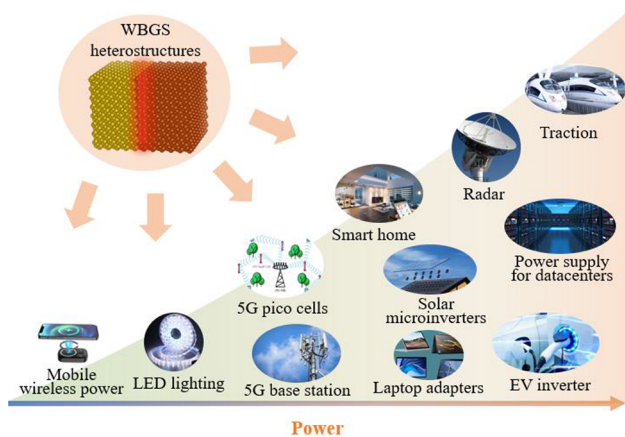 WBGS
heterostructures
Traction
Radar
Smart home
Power supply
for datacenters
5G pico cells
Solar
microinverters
Mobile
wireless power
LED lighting
5G base station
Laptop adapters
EV inverter
Power